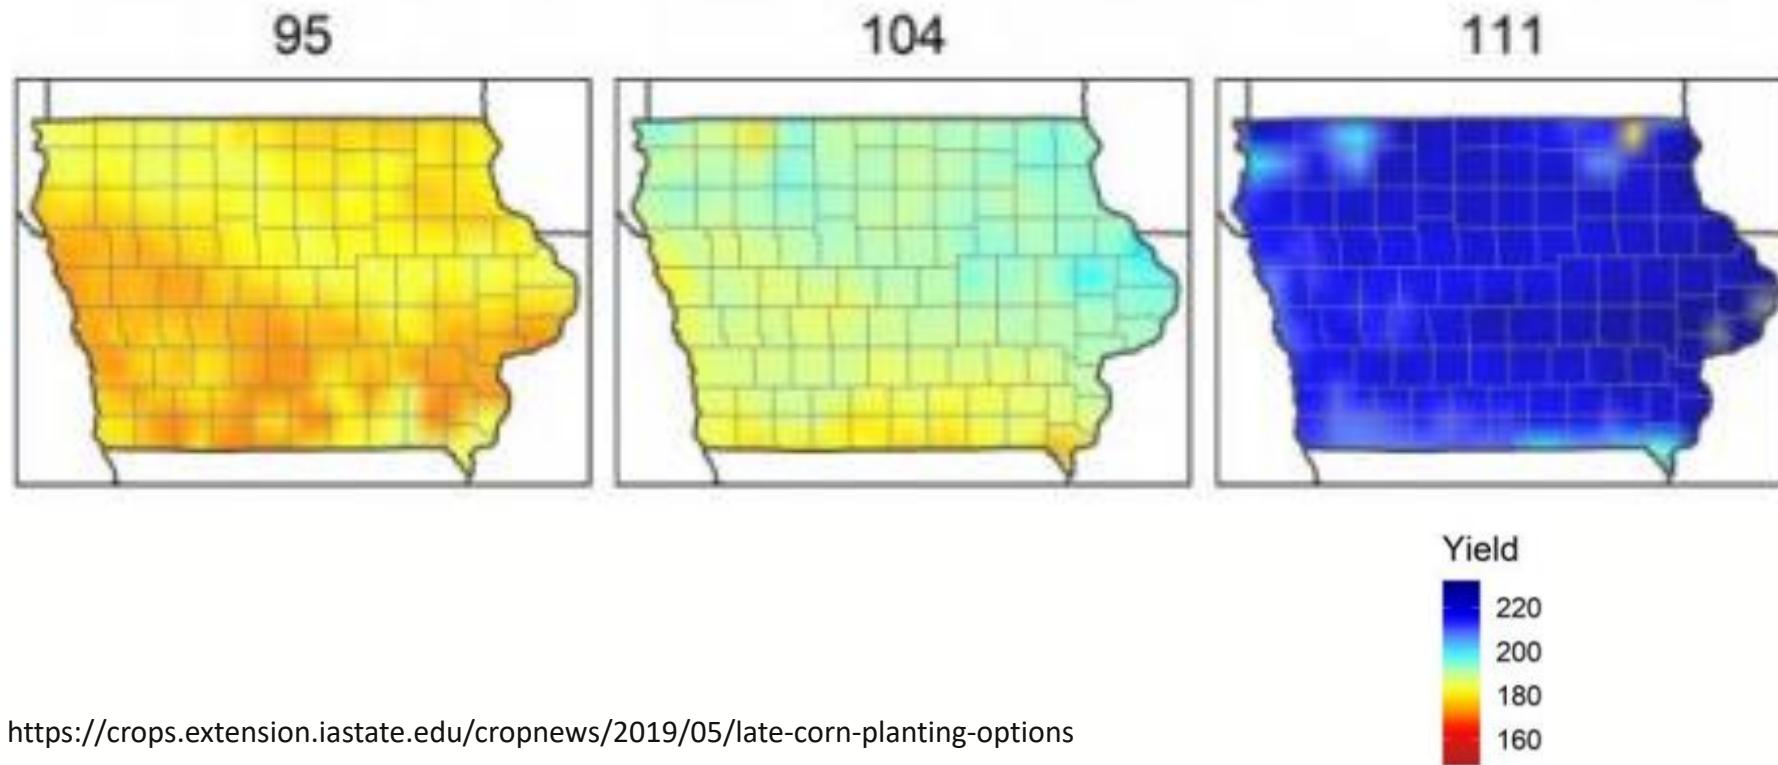 95 104 111
Yield
220
200
180
160
https://crops.extension.iastate.edu/cropnews/2019/05/late-corn-planting-options